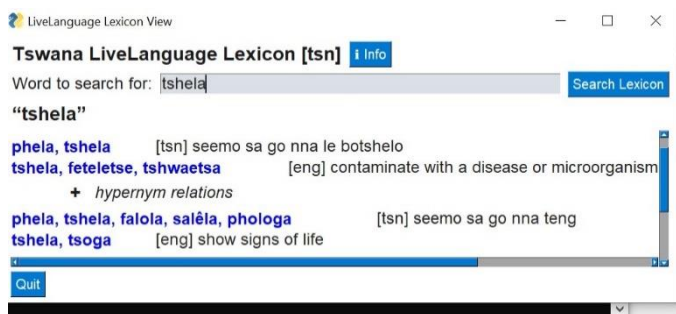 LiveLanguage Lexicon View
Tswana LiveLanguage Lexicon [tsn] i Info
Word to search for: tshela Search Lexicon
“tshela”
phela, tshela [tsn] seemo sa go nna le botshelo
tshela, feteletse, tshwaetsa [eng] contaminate with a disease or microorganism
+ hypernym relations
phela, tshela, falola, salêla, phologa [tsn] seemo sa go nna teng
tshela, tsoga [eng] show signs of life
Quit